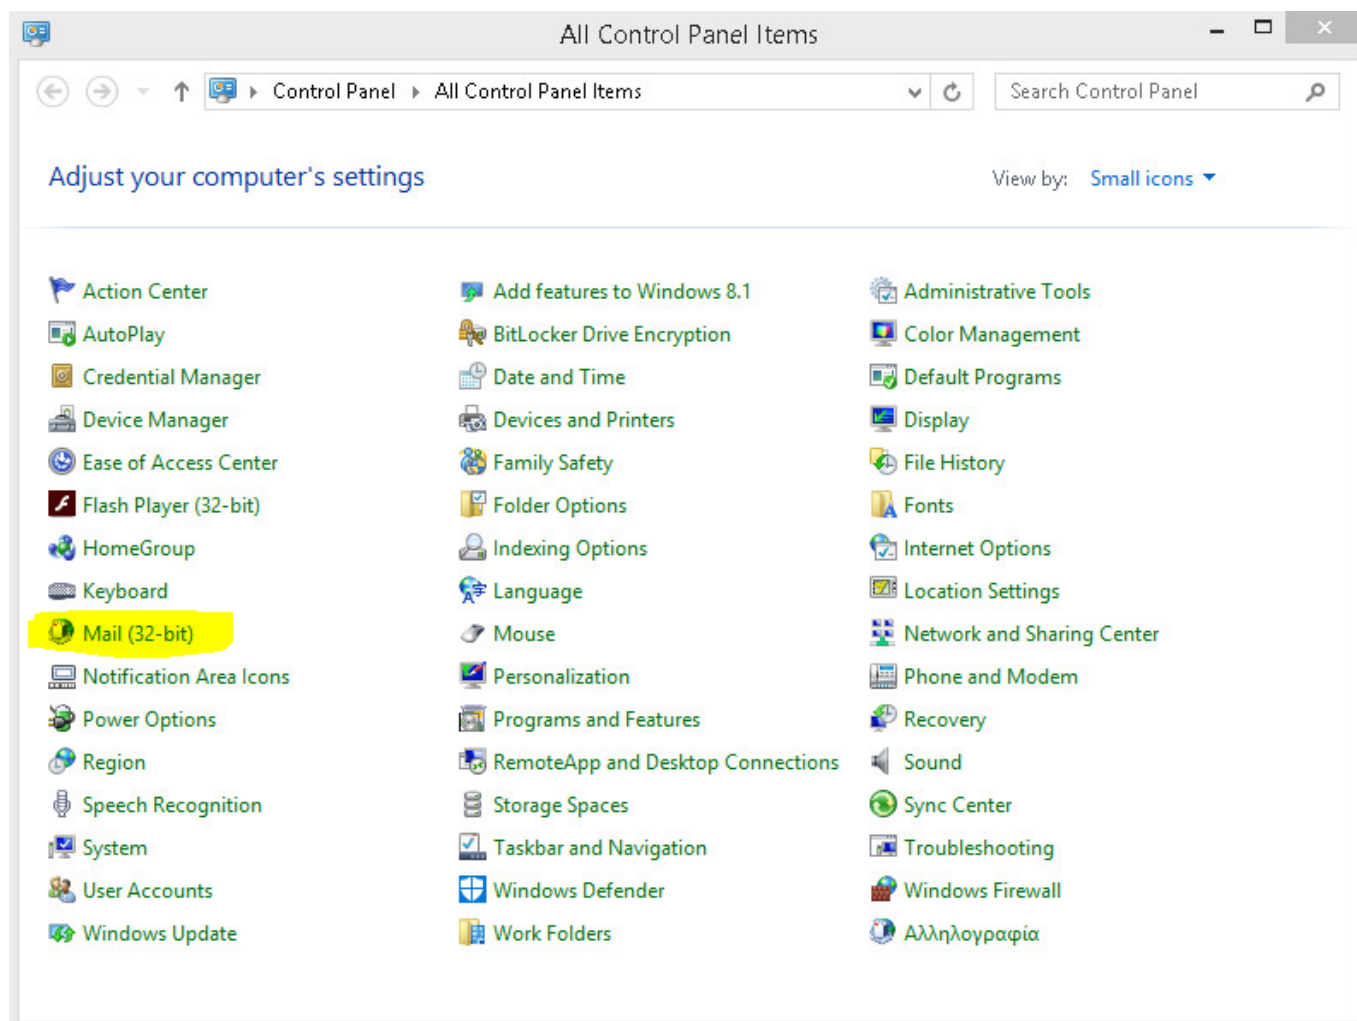 All Control Panel Items
Control Panel All Control Panel Items
Search Control Panel
Adjust your computer's settings
View by: Small icons
Action Center
Add features to Windows 8.1
Administrative Tools
AutoPlay
BitLocker Drive Encryption
Color Management
Credential Manager
Date and Time
Default Programs
Device Manager
Devices and Printers
Display
Ease of Access Center
Family Safety
File History
Flash Player (32-bit)
Folder Options
Fonts
HomeGroup
Indexing Options
Internet Options
Keyboard
Language
Location Settings
Mail (32-bit)
Mouse
Network and Sharing Center
Notification Area Icons
Personalization
Phone and Modem
Power Options
Programs and Features
Recovery
Region
RemoteApp and Desktop Connections
Sound
Speech Recognition
Storage Spaces
Sync Center
System
Taskbar and Navigation
Troubleshooting
User Accounts
Windows Defender
Windows Firewall
Windows Update
Work Folders
Αλληλογραφία